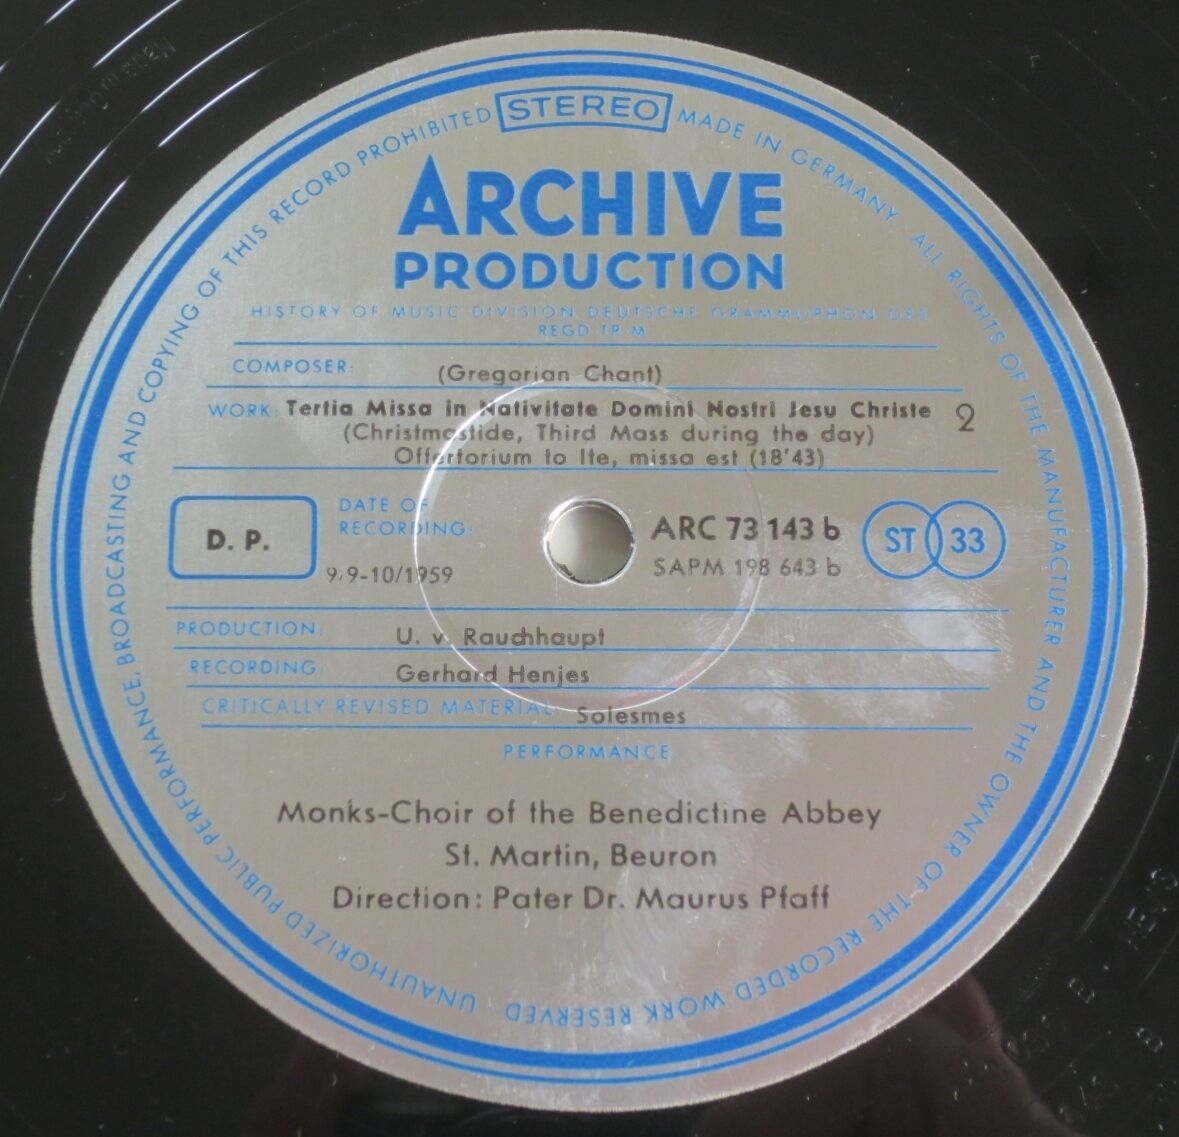 STEREO
MADE IN GERMANY · ALL RIGHTS OF THE MANUFACTURER AND THE OWNER OF THE RECORDED WORK RESERVED · UNAUTHORIZED PUBLIC PERFORMANCE, BROADCASTING AND COPYING OF THIS RECORD PROHIBITED
ARCHIVE
PRODUCTION
HISTORY OF MUSIC DIVISION DEUTSCHE GRAMMOPHON GES
REGD.TR.M
COMPOSER: (Gregorian Chant)
WORK: Tertia Missa in Nativitate Domini Nostri Jesu Christe 2
(Christmastide, Third Mass during the day)
Offertorium to Ite, missa est (18'43)
D. P.
DATE OF
RECORDING:
9,9-10/1959
ARC 73 143 b
SAPM 198 643 b
ST 33
PRODUCTION: U. v. Rauchhaupt
RECORDING: Gerhard Henjes
CRITICALLY REVISED MATERIAL: Solesmes
PERFORMANCE
Monks-Choir of the Benedictine Abbey
St. Martin, Beuron
Direction: Pater Dr. Maurus Pfaff